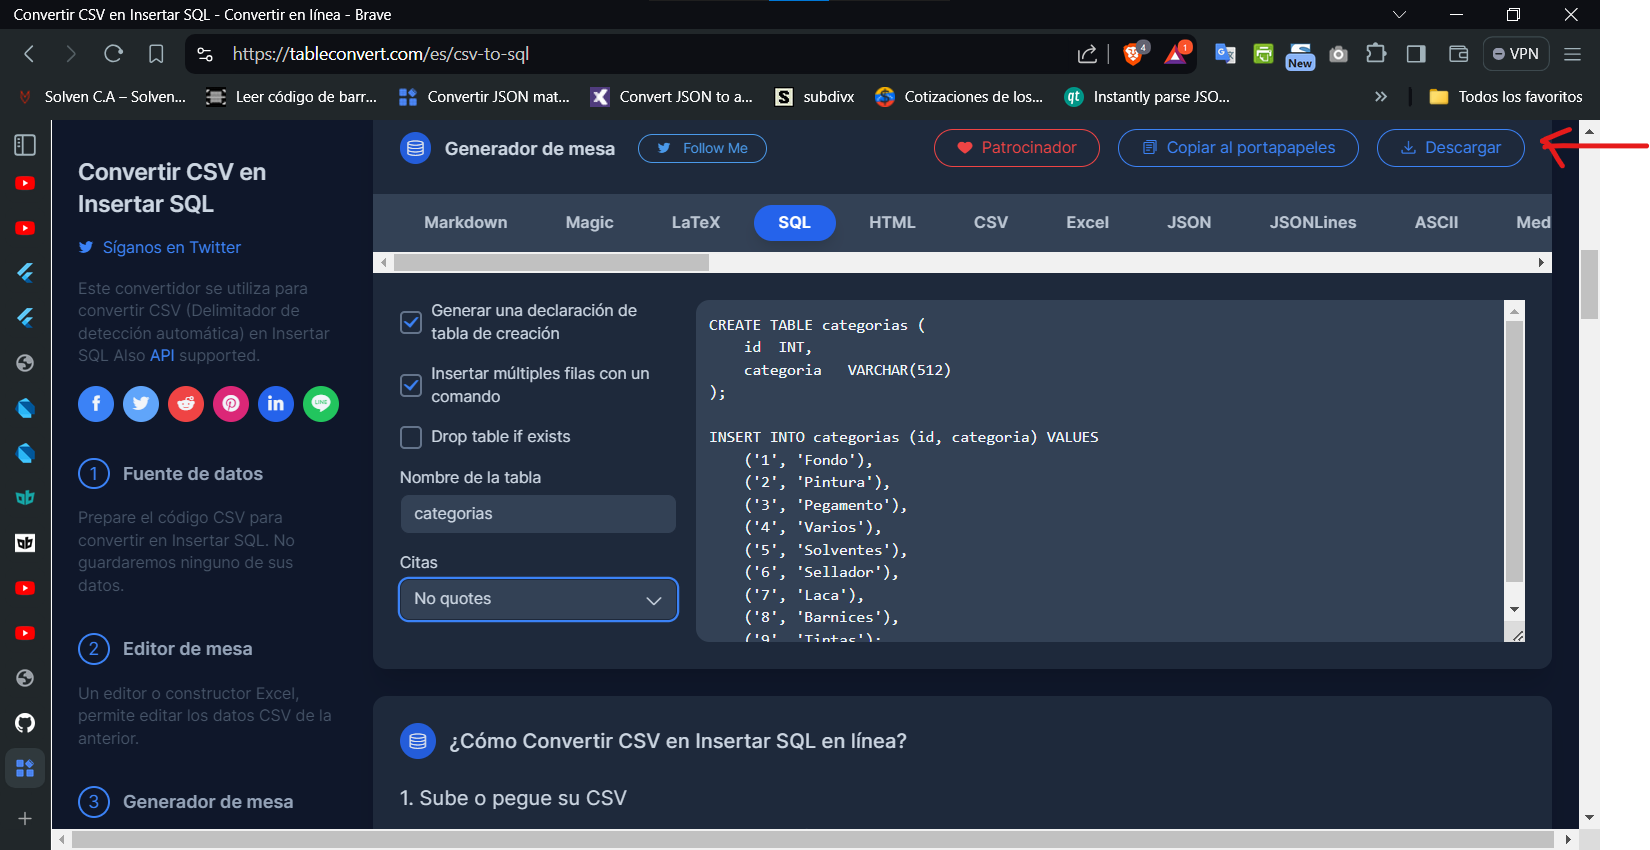 Convertir CSV en Insertar SQL - Convertir en línea - Brave
https://tableconvert.com/es/csv-to-sql
4
1
New
VPN
Solven C.A – Solven...
Leer código de barr...
Convertir JSON mat...
Convert JSON to a...
S
subdivx
Cotizaciones de los...
qt
Instantly parse JSO...
»
Todos los favoritos
Convertir CSV en
Insertar SQL
Síganos en Twitter
Este convertidor se utiliza para
convertir CSV (Delimitador de
detección automática) en Insertar
SQL Also API supported.
LINE
1 Fuente de datos
Prepare el código CSV para
convertir en Insertar SQL. No
guardaremos ninguno de sus
datos.
2 Editor de mesa
Un editor o constructor Excel,
permite editar los datos CSV de la
anterior.
3 Generador de mesa
Generador de mesa
Follow Me
Patrocinador
Copiar al portapapeles
Descargar
Markdown
Magic
LaTeX
SQL
HTML
CSV
Excel
JSON
JSONLines
ASCII
Med
Generar una declaración de
tabla de creación
Insertar múltiples filas con un
comando
Drop table if exists
Nombre de la tabla
categorias
Citas
No quotes
CREATE TABLE categorias (
id INT,
categoria VARCHAR(512)
);
INSERT INTO categorias (id, categoria) VALUES
('1', 'Fondo'),
('2', 'Pintura'),
('3', 'Pegamento'),
('4', 'Varios'),
('5', 'Solventes'),
('6', 'Sellador'),
('7', 'Laca'),
('8', 'Barnices'),
('9', 'Tintas');
¿Cómo Convertir CSV en Insertar SQL en línea?
1. Sube o pegue su CSV